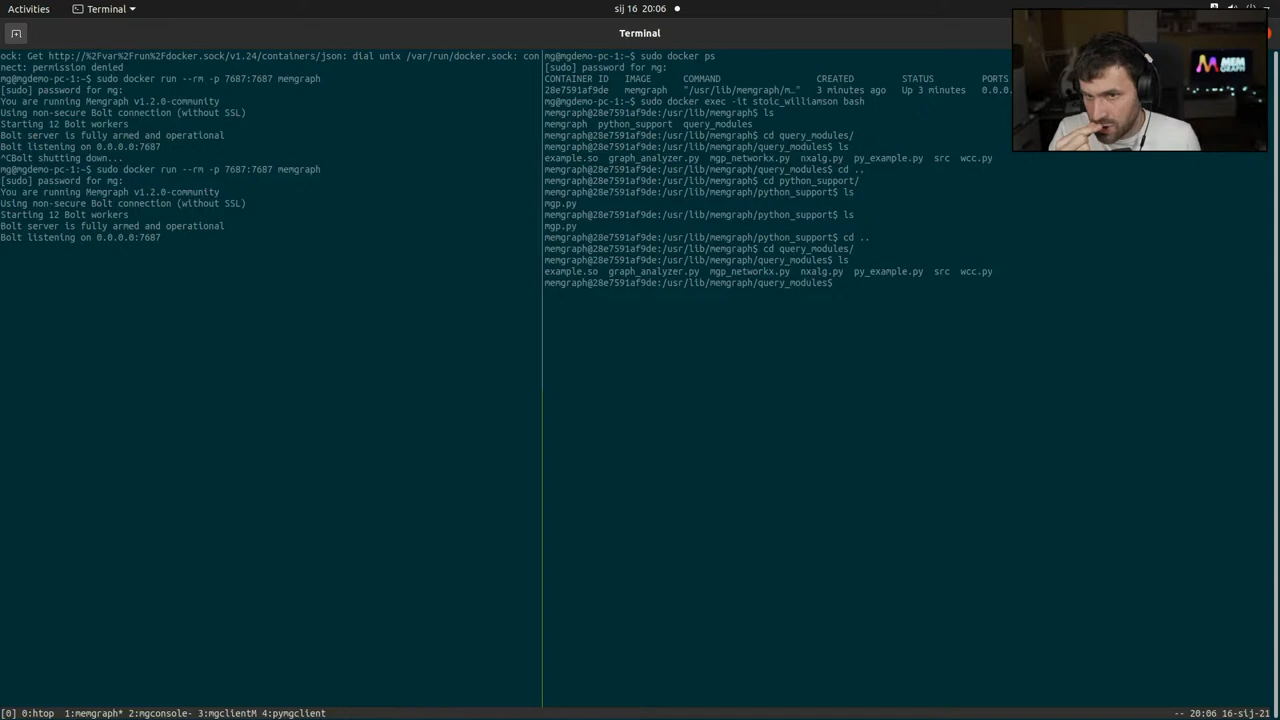 Activities
Terminal
sij 16 20:06
Terminal
ock: Get http://%2Fvar%2Frun%2Fdocker.sock/v1.24/containers/json: dial unix /var/run/docker.sock: con
nect: permission denied
mg@mgdemo-pc-1:~$ sudo docker run --rm -p 7687:7687 memgraph
[sudo] password for mg:
You are running Memgraph v1.2.0-community
Using non-secure Bolt connection (without SSL)
Starting 12 Bolt workers
Bolt server is fully armed and operational
Bolt listening on 0.0.0.0:7687
^CBolt shutting down...
mg@mgdemo-pc-1:~$ sudo docker run --rm -p 7687:7687 memgraph
[sudo] password for mg:
You are running Memgraph v1.2.0-community
Using non-secure Bolt connection (without SSL)
Starting 12 Bolt workers
Bolt server is fully armed and operational
Bolt listening on 0.0.0.0:7687
mg@mgdemo-pc-1:~$ sudo docker ps
[sudo] password for mg:
CONTAINER ID IMAGE COMMAND CREATED STATUS PORTS
28e7591af9de memgraph "/usr/lib/memgraph/m…" 3 minutes ago Up 3 minutes 0.0.0.
mg@mgdemo-pc-1:~$ sudo docker exec -it stoic_williamson bash
memgraph@28e7591af9de:/usr/lib/memgraph$ ls
memgraph python_support query_modules
memgraph@28e7591af9de:/usr/lib/memgraph$ cd query_modules/
memgraph@28e7591af9de:/usr/lib/memgraph/query_modules$ ls
example.so graph_analyzer.py mgp_networkx.py nxalg.py py_example.py src wcc.py
memgraph@28e7591af9de:/usr/lib/memgraph/query_modules$ cd ..
memgraph@28e7591af9de:/usr/lib/memgraph$ cd python_support/
memgraph@28e7591af9de:/usr/lib/memgraph/python_support$ ls
mgp.py
memgraph@28e7591af9de:/usr/lib/memgraph/python_support$ ls
mgp.py
memgraph@28e7591af9de:/usr/lib/memgraph/python_support$ cd ..
memgraph@28e7591af9de:/usr/lib/memgraph$ cd query_modules/
memgraph@28e7591af9de:/usr/lib/memgraph/query_modules$ ls
example.so graph_analyzer.py mgp_networkx.py nxalg.py py_example.py src wcc.py
memgraph@28e7591af9de:/usr/lib/memgraph/query_modules$
MEM
GRAPH
[0] 0:htop 1:memgraph* 2:mgconsole- 3:mgclientM 4:pymgclient
-- 20:06 16-sij-21